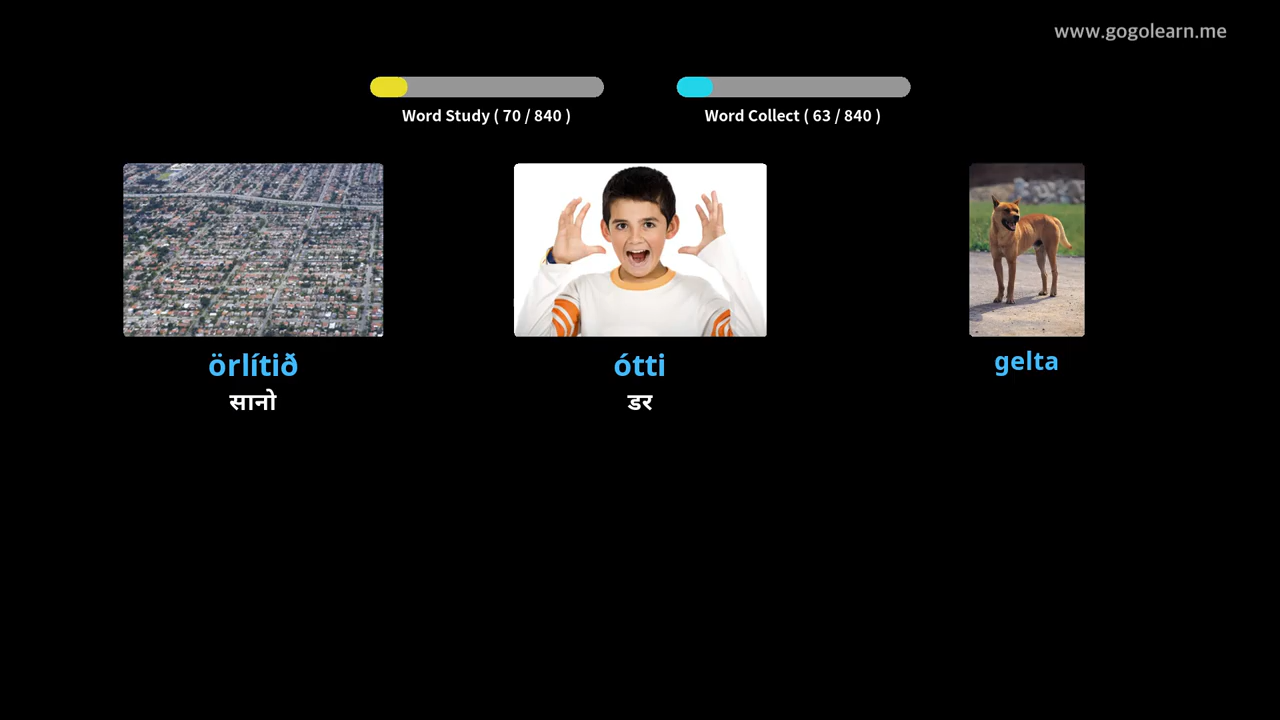 www.gogolearn.me
Word Study ( 70 / 840 )
Word Collect ( 63 / 840 )
örlítið
सानो
ótti
डर
gelta